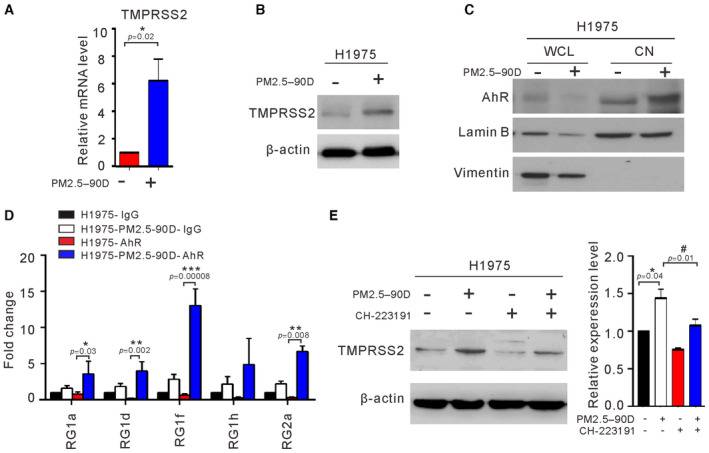 A
TMPRSS2
*
p=0.02
Relative mRNA level
10
8
6
4
2
0
PM2.5–90D
- +
B
H1975
PM2.5–90D - +
TMPRSS2
β-actin
C
H1975
WCL CN
PM2.5–90D - + - +
AhR
Lamin B
Vimentin
D
H1975- IgG
H1975-PM2.5-90D- IgG
H1975- AhR
H1975-PM2.5-90D-AhR
Fold change
20
15
10
5
0
*
p=0.03
**
p=0.002
***
p=0.00008
**
p=0.008
RG1a
RG1d
RG1f
RG1h
RG2a
E
H1975
PM2.5–90D - + - +
CH-223191 - - + +
TMPRSS2
β-actin
Relative experession level
2.0
1.5
1.0
0.5
0.0
*
p=0.04
#
p=0.01
PM2.5–90D - + - +
CH-223191 - - + +